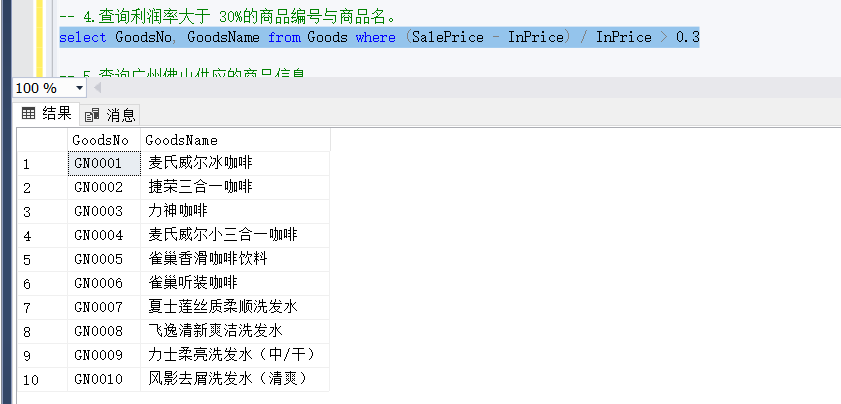 -- 4.查询利润率大于 30%的商品编号与商品名。
select GoodsNo, GoodsName from Goods where (SalePrice - InPrice) / InPrice > 0.3
-- 5.查询广州佛山供应的商品信息
100 %
结果 消息
GoodsNo GoodsName
1 GN0001 麦氏威尔冰咖啡
2 GN0002 捷荣三合一咖啡
3 GN0003 力神咖啡
4 GN0004 麦氏威尔小三合一咖啡
5 GN0005 雀巢香滑咖啡饮料
6 GN0006 雀巢听装咖啡
7 GN0007 夏士莲丝质柔顺洗发水
8 GN0008 飞逸清新爽洁洗发水
9 GN0009 力士柔亮洗发水（中/干）
10 GN0010 风影去屑洗发水（清爽）